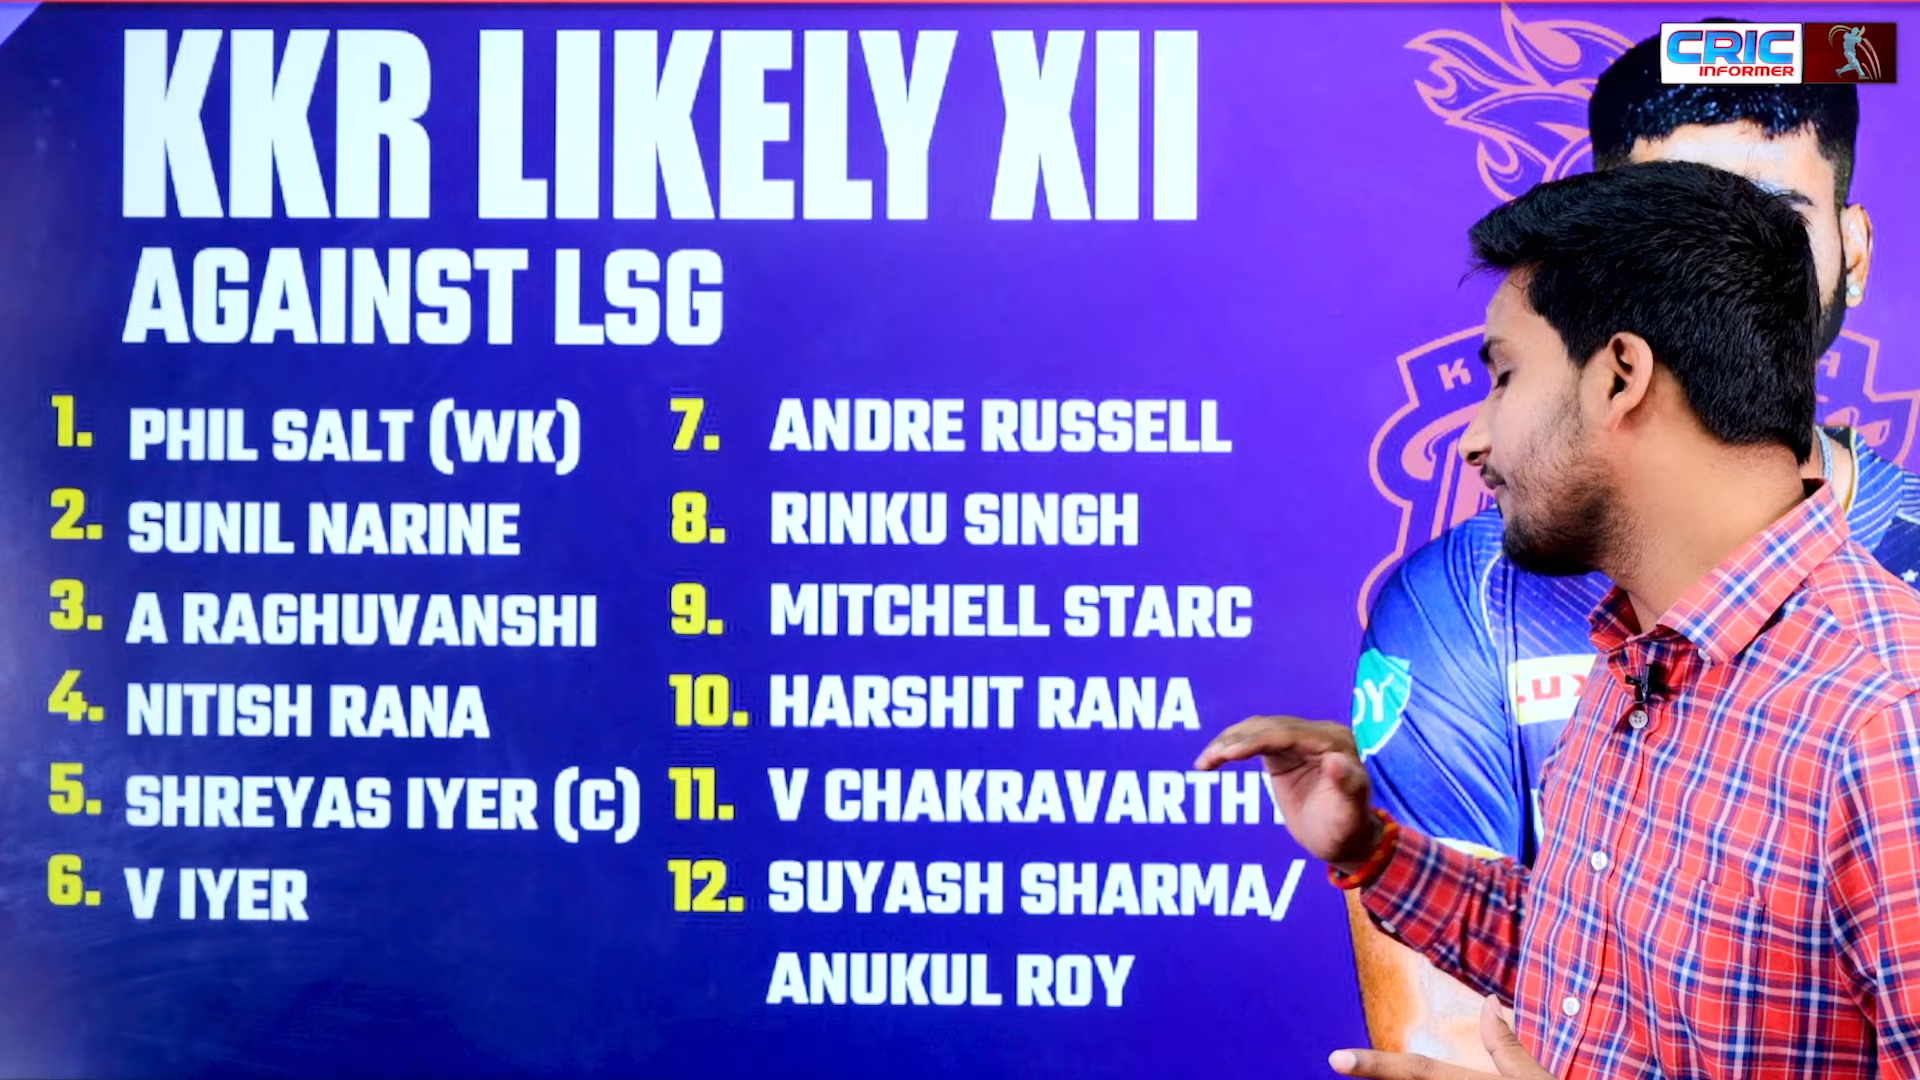 CRIC
INFORMER
KKR LIKELY XII
AGAINST LSG
1. PHIL SALT (WK)
2. SUNIL NARINE
3. A RAGHUVANSHI
4. NITISH RANA
5. SHREYAS IYER (C)
6. V IYER
7. ANDRE RUSSELL
8. RINKU SINGH
9. MITCHELL STARC
10. HARSHIT RANA
11. V CHAKRAVARTHY
12. SUYASH SHARMA/
ANUKUL ROY
K
A
LUX